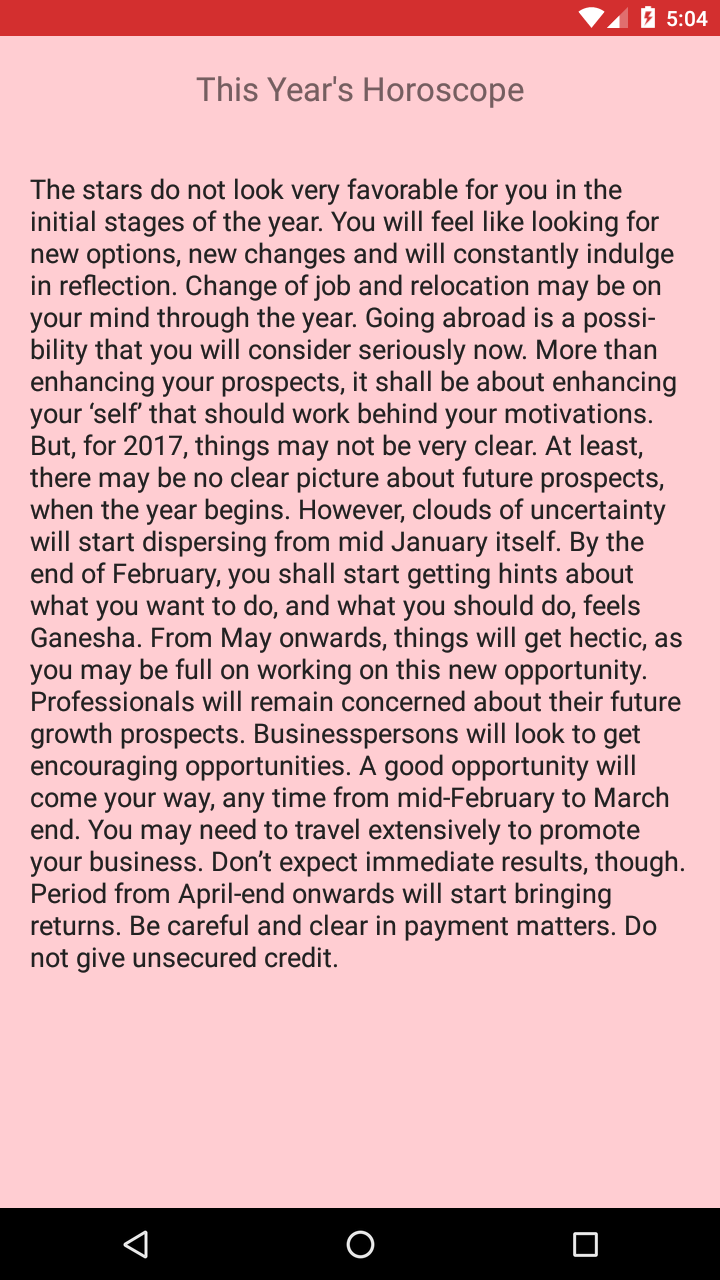 5:04
This Year's Horoscope
The stars do not look very favorable for you in the
initial stages of the year. You will feel like looking for
new options, new changes and will constantly indulge
in reflection. Change of job and relocation may be on
your mind through the year. Going abroad is a possi-
bility that you will consider seriously now. More than
enhancing your prospects, it shall be about enhancing
your ‘self’ that should work behind your motivations.
But, for 2017, things may not be very clear. At least,
there may be no clear picture about future prospects,
when the year begins. However, clouds of uncertainty
will start dispersing from mid January itself. By the
end of February, you shall start getting hints about
what you want to do, and what you should do, feels
Ganesha. From May onwards, things will get hectic, as
you may be full on working on this new opportunity.
Professionals will remain concerned about their future
growth prospects. Businesspersons will look to get
encouraging opportunities. A good opportunity will
come your way, any time from mid-February to March
end. You may need to travel extensively to promote
your business. Don’t expect immediate results, though.
Period from April-end onwards will start bringing
returns. Be careful and clear in payment matters. Do
not give unsecured credit.